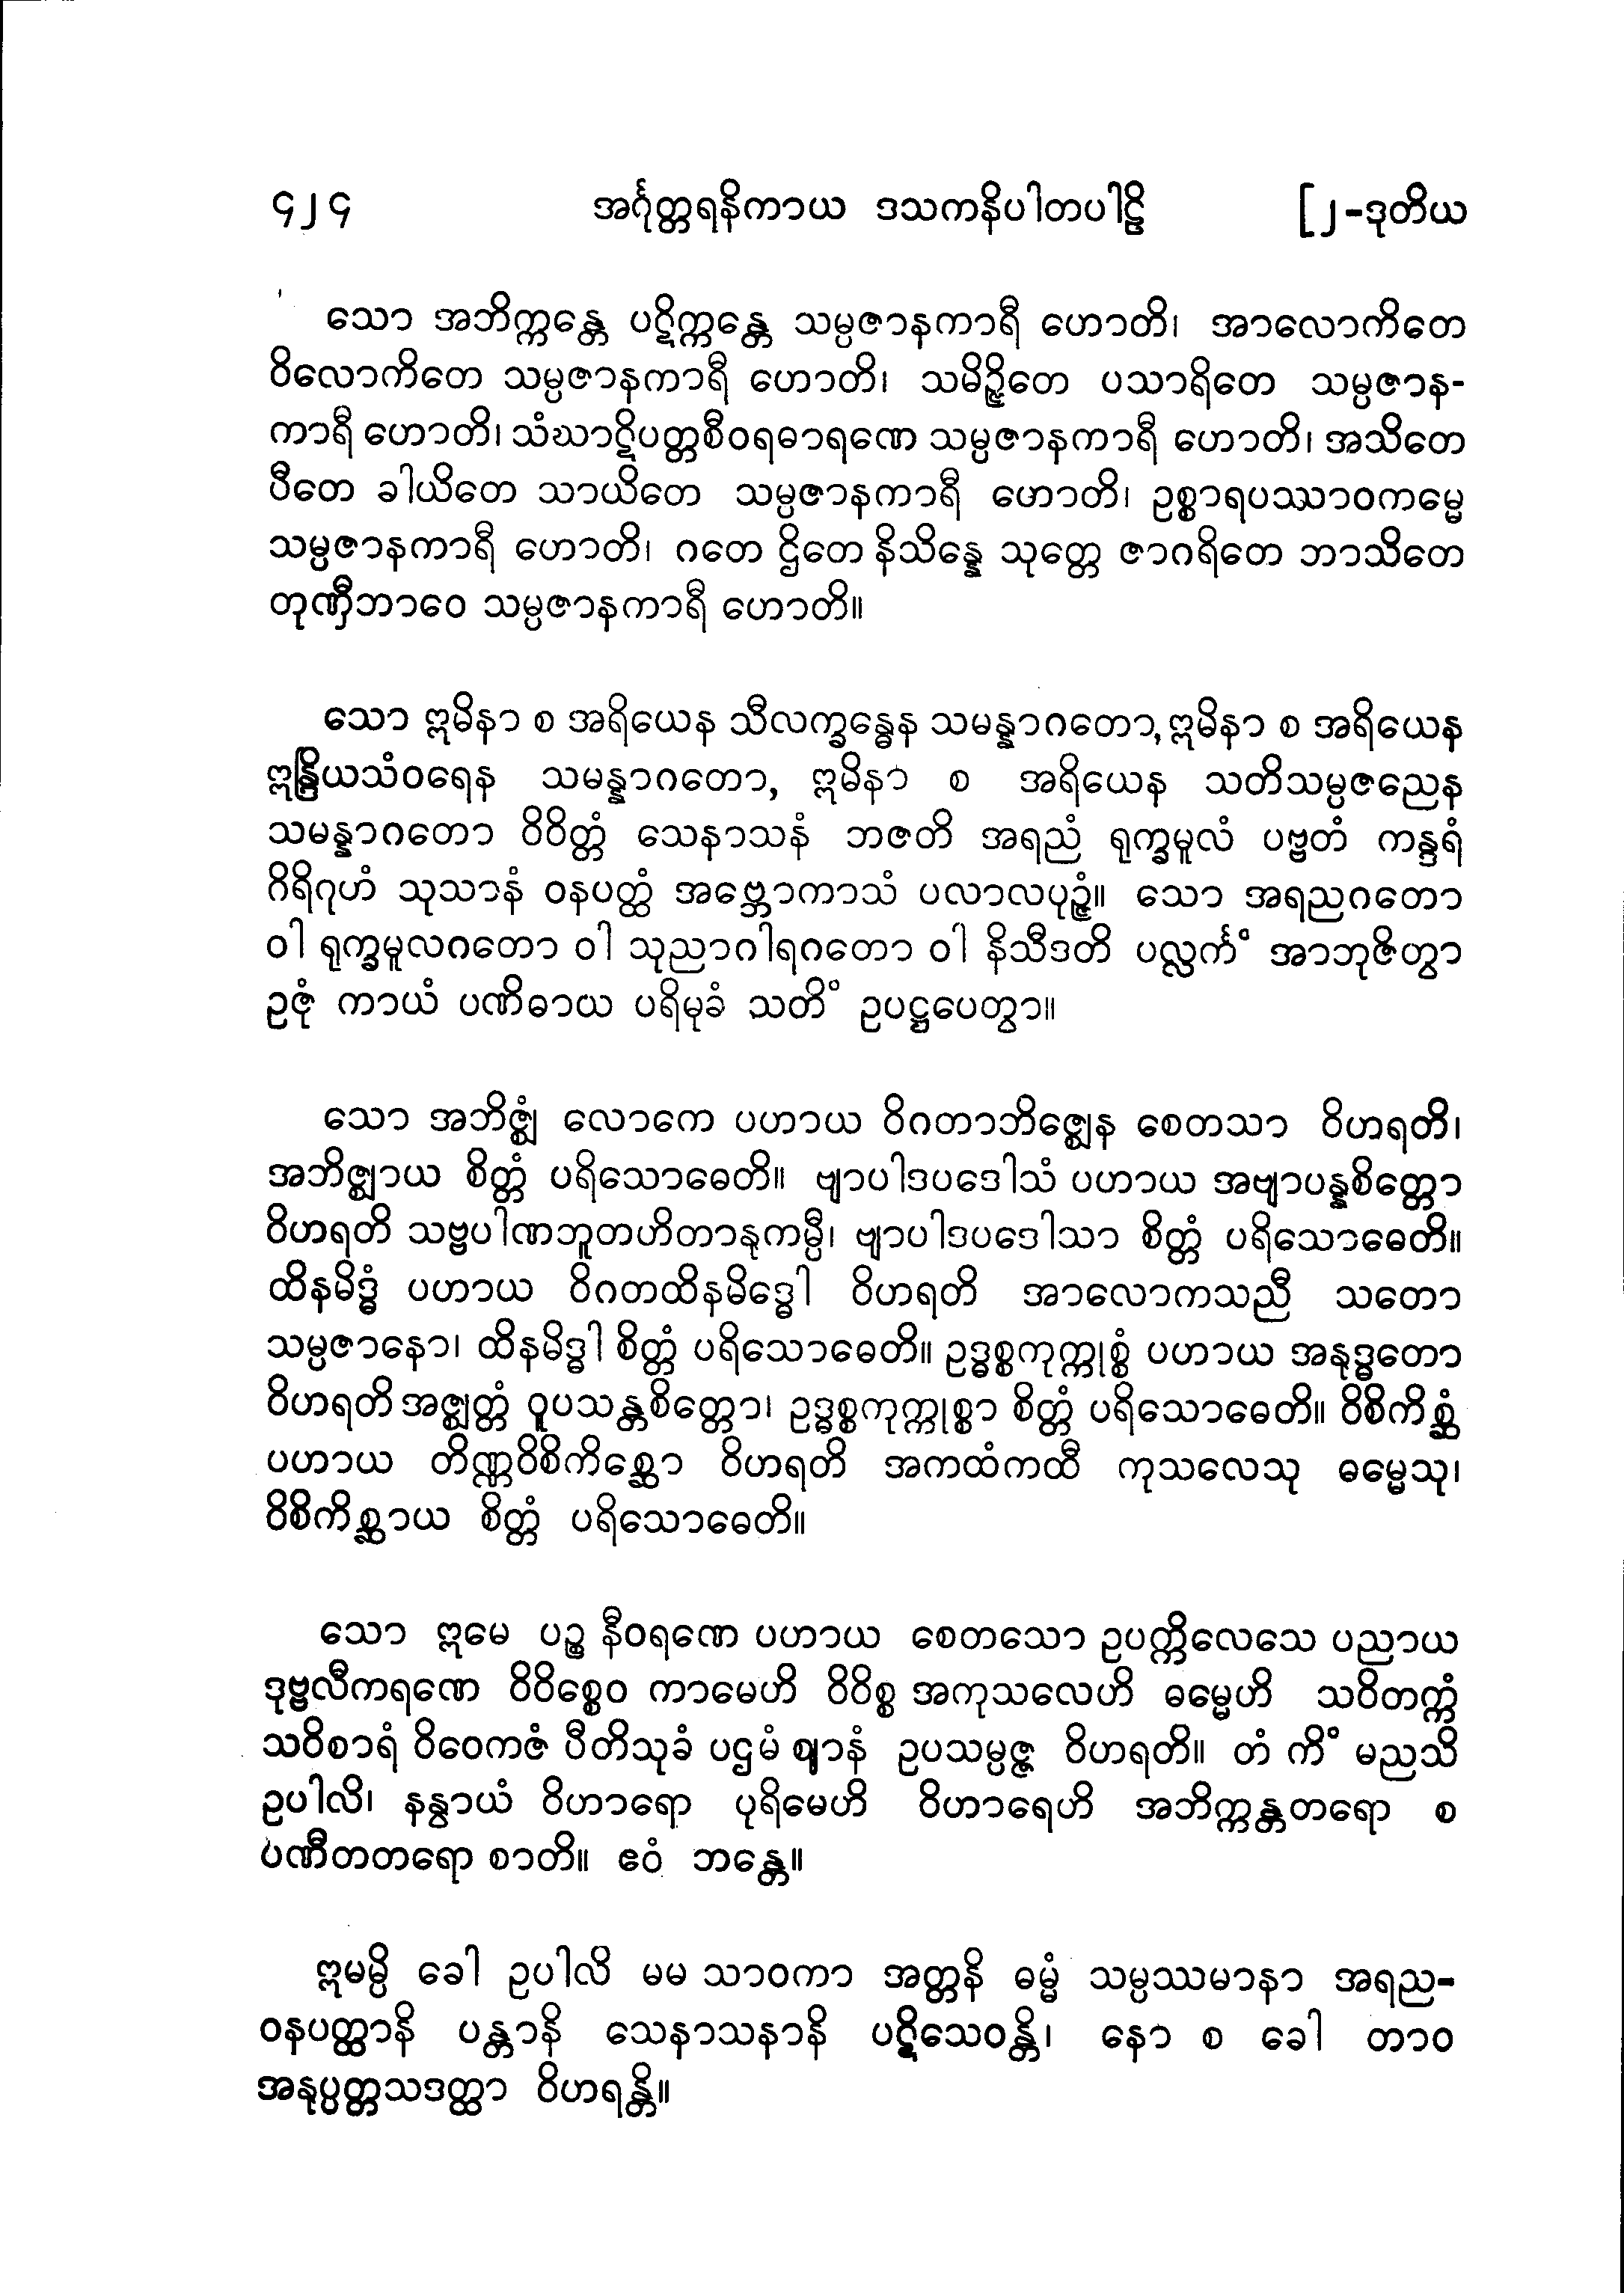 ၄၂၄ အင်္ဂုတ္တရနိကာယ ဒသကနိပါတပါဠိ [၂-ဒုတိယ
သော အဘိက္ကန္တေ ပဋိက္ကန္တေ သမ္ပဇာနကာရီ ဟောတိ၊ အာလောကိတေ
ဝိလောကိတေ သမ္ပဇာနကာရီ ဟောတိ၊ သမိဉ္ဇိတေ ပသာရိတေ သမ္ပဇာန-
ကာရီ ဟောတိ၊ သံဃာဋိပတ္တစီဝရဓာရဏေ သမ္ပဇာနကာရီ ဟောတိ၊ အသိတေ
ပီတေ ခါယိတေ သာယိတေ သမ္ပဇာနကာရီ ဟောတိ၊ ဥစ္စာရပဿာဝကမ္မေ
သမ္ပဇာနကာရီ ဟောတိ၊ ဂတေ ဌိတေ နိသိန္နေ သုတ္တေ ဇာဂရိတေ ဘာသိတေ
တုဏှီဘာဝေ သမ္ပဇာနကာရီ ဟောတိ။
သော ဣမိနာ စ အရိယေန သီလက္ခန္ဓေန သမန္နာဂတော, ဣမိနာ စ အရိယေန
ဣန္ဒြိယသံဝရေန သမန္နာဂတော, ဣမိနာ စ အရိယေန သတိသမ္ပဇညေန
သမန္နာဂတော ဝိဝိတ္တံ သေနာသနံ ဘဇတိ အရညံ ရုက္ခမူလံ ပဗ္ဗတံ ကန္ဒရံ
ဂိရိဂုဟံ သုသာနံ ဝနပတ္ထံ အဗ္ဘောကာသံ ပလာလပုဉ္ဇံ။ သော အရညဂတော
ဝါ ရုက္ခမူလဂတော ဝါ သုညာဂါရဂတော ဝါ နိသီဒတိ ပလ္လင်္ကံ အာဘုဇိတွာ
ဥဇုံ ကာယံ ပဏိဓာယ ပရိမုခံ သတိံ ဥပဋ္ဌပေတွာ။
သော အဘိဇ္ဈံ လောကေ ပဟာယ ဝိဂတာဘိဇ္ဈေန စေတသာ ဝိဟရတိ၊
အဘိဇ္ဈာယ စိတ္တံ ပရိသောဓေတိ။ ဗျာပါဒပဒေါသံ ပဟာယ အဗျာပန္နစိတ္တော
ဝိဟရတိ သဗ္ဗပါဏဘူတဟိတာနုကမ္ပီ၊ ဗျာပါဒပဒေါသာ စိတ္တံ ပရိသောဓေတိ။
ထိနမိဒ္ဓံ ပဟာယ ဝိဂတထိနမိဒ္ဓေါ ဝိဟရတိ အာလောကသညီ သတော
သမ္ပဇာနော၊ ထိနမိဒ္ဓါ စိတ္တံ ပရိသောဓေတိ။ ဥဒ္ဓစ္စကုက္ကုစ္စံ ပဟာယ အနုဒ္ဓတော
ဝိဟရတိ အဇ္ဈတ္တံ ဝူပသန္တစိတ္တော၊ ဥဒ္ဓစ္စကုက္ကုစ္စာ စိတ္တံ ပရိသောဓေတိ။ ဝိစိကိစ္ဆံ
ပဟာယ တိဏ္ဏဝိစိကိစ္ဆော ဝိဟရတိ အကထံကထီ ကုသလေသု ဓမ္မေသု၊
ဝိစိကိစ္ဆာယ စိတ္တံ ပရိသောဓေတိ။
သော ဣမေ ပဉ္စ နီဝရဏေ ပဟာယ စေတသော ဥပက္ကိလေသေ ပညာယ
ဒုဗ္ဗလီကရဏေ ဝိဝိစ္စေဝ ကာမေဟိ ဝိဝိစ္စ အကုသလေဟိ ဓမ္မေဟိ သဝိတက္ကံ
သဝိစာရံ ဝိဝေကဇံ ပီတိသုခံ ပဌမံ ဈာနံ ဥပသမ္ပဇ္ဇ ဝိဟရတိ။ တံ ကိံ မညသိ
ဥပါလိ၊ နန္ဝာယံ ဝိဟာရော ပုရိမေဟိ ဝိဟာရေဟိ အဘိက္ကန္တတရော စ
ပဏီတတရော စာတိ။ ဧဝံ ဘန္တေ။
ဣမမ္ပိ ခေါ ဥပါလိ မမ သာဝကာ အတ္တနိ ဓမ္မံ သမ္ပဿမာနာ အရည-
ဝနပတ္ထာနိ ပန္တာနိ သေနာသနာနိ ပဋိသေဝန္တိ၊ နော စ ခေါ တာဝ
အနုပ္ပတ္တသဒတ္ထာ ဝိဟရန္တိ။